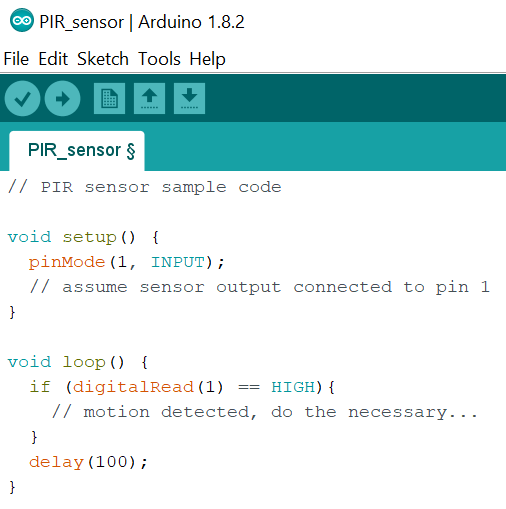 PIR_sensor | Arduino 1.8.2
File Edit Sketch Tools Help
PIR_sensor §
// PIR sensor sample code
void setup() {
pinMode(1, INPUT);
// assume sensor output connected to pin 1
}
void loop() {
if (digitalRead(1) == HIGH){
// motion detected, do the necessary...
}
delay(100);
}